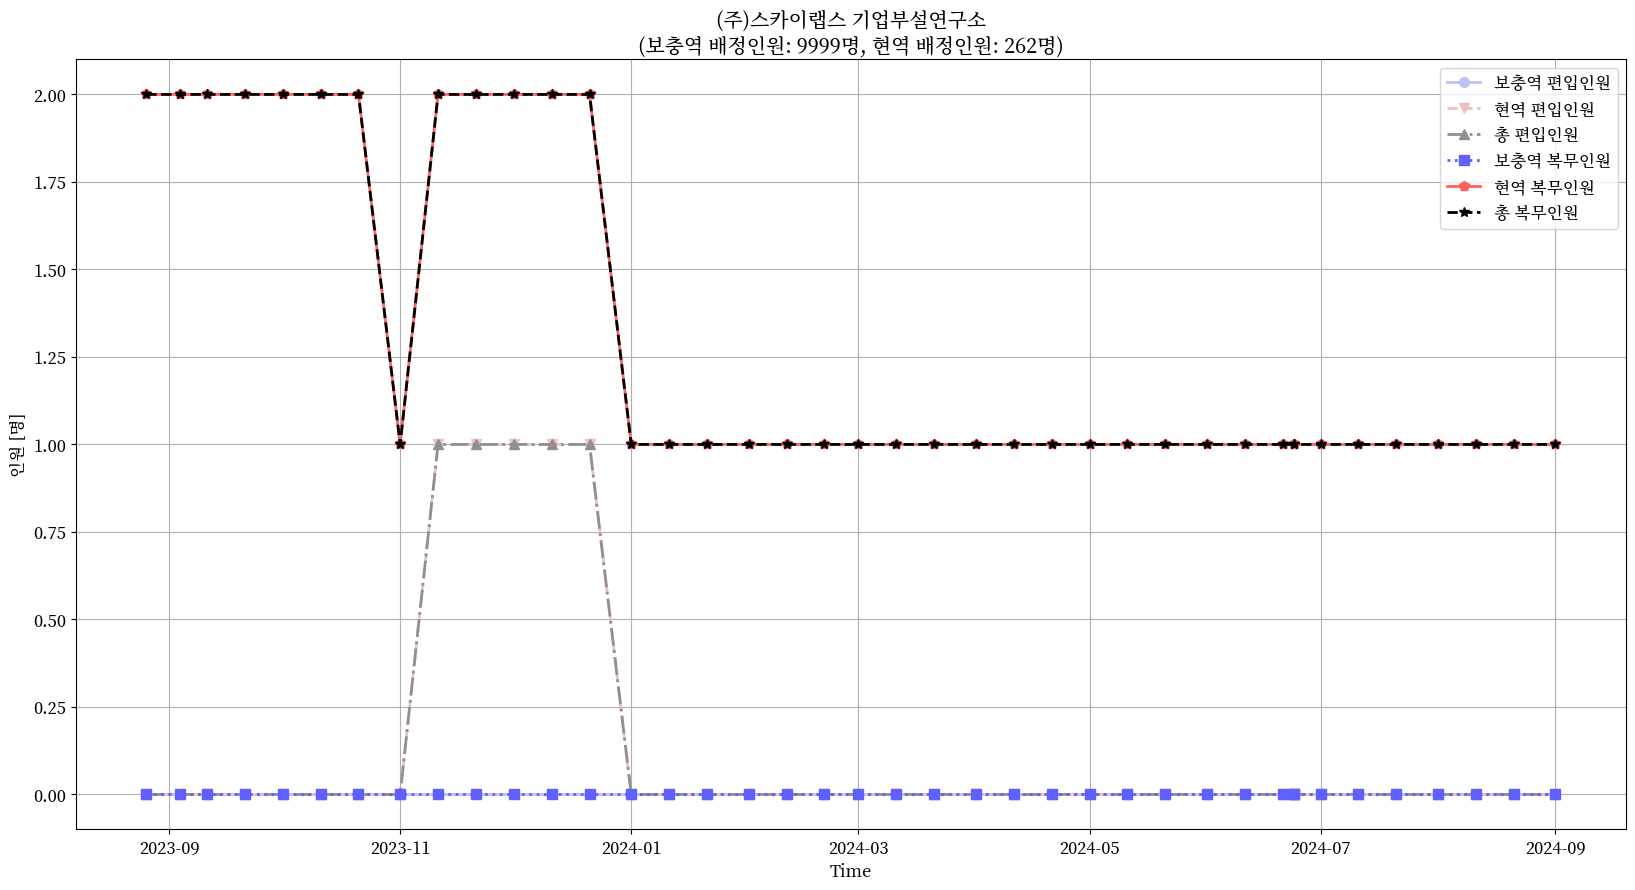 (주)스카이랩스 기업부설연구소
(보충역 배정인원: 9999명, 현역 배정인원: 262명)
보충역 편입인원
현역 편입인원
총 편입인원
보충역 복무인원
현역 복무인원
총 복무인원
인원 [명]
2.00
1.75
1.50
1.25
1.00
0.75
0.50
0.25
0.00
2023-09
2023-11
2024-01
2024-03
2024-05
2024-07
2024-09
Time